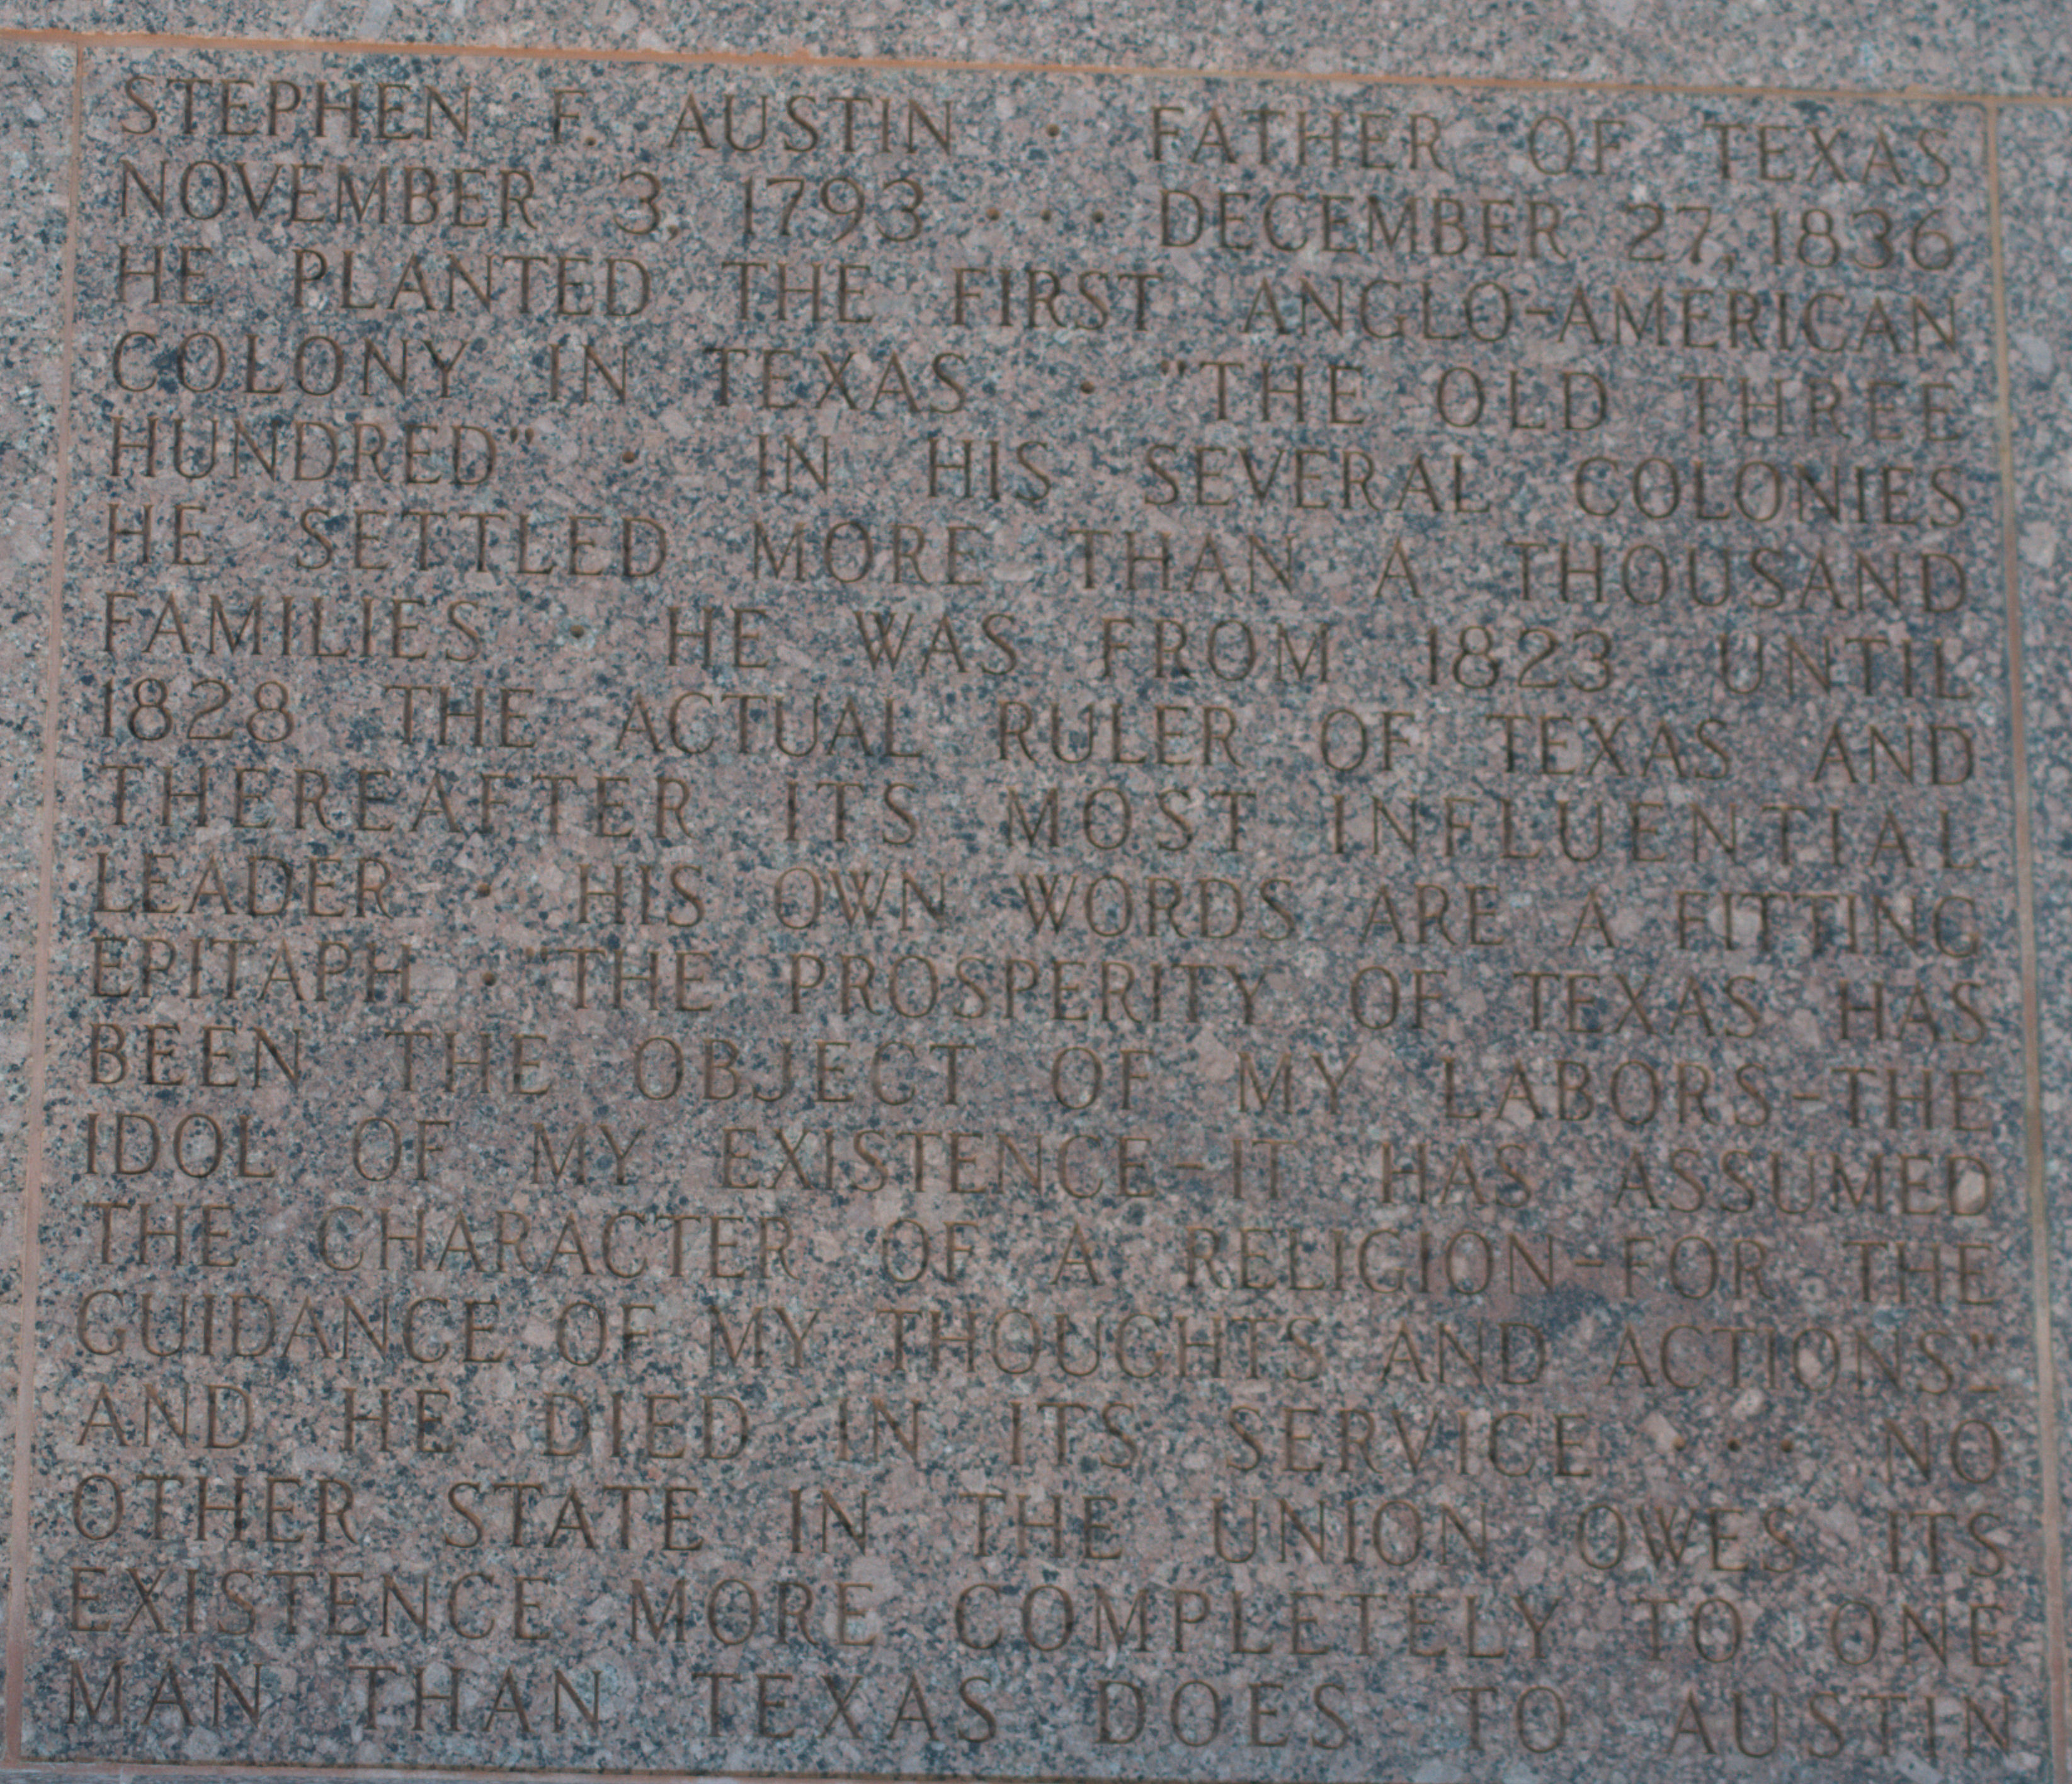 STEPHEN F. AUSTIN · FATHER OF TEXAS
NOVEMBER 3, 1793 · · · DECEMBER 27, 1836
HE PLANTED THE FIRST ANGLO-AMERICAN
COLONY IN TEXAS · "THE OLD THREE
HUNDRED" · IN HIS SEVERAL COLONIES
HE SETTLED MORE THAN A THOUSAND
FAMILIES · HE WAS FROM 1823 UNTIL
1828 THE ACTUAL RULER OF TEXAS AND
THEREAFTER ITS MOST INFLUENTIAL
LEADER · HIS OWN WORDS ARE A FITTING
EPITAPH · "THE PROSPERITY OF TEXAS HAS
BEEN THE OBJECT OF MY LABORS-THE
IDOL OF MY EXISTENCE-IT HAS ASSUMED
THE CHARACTER OF A RELIGION-FOR THE
GUIDANCE OF MY THOUGHTS AND ACTIONS"-
AND HE DIED IN ITS SERVICE · · · NO
OTHER STATE IN THE UNION OWES ITS
EXISTENCE MORE COMPLETELY TO ONE
MAN THAN TEXAS DOES TO AUSTIN